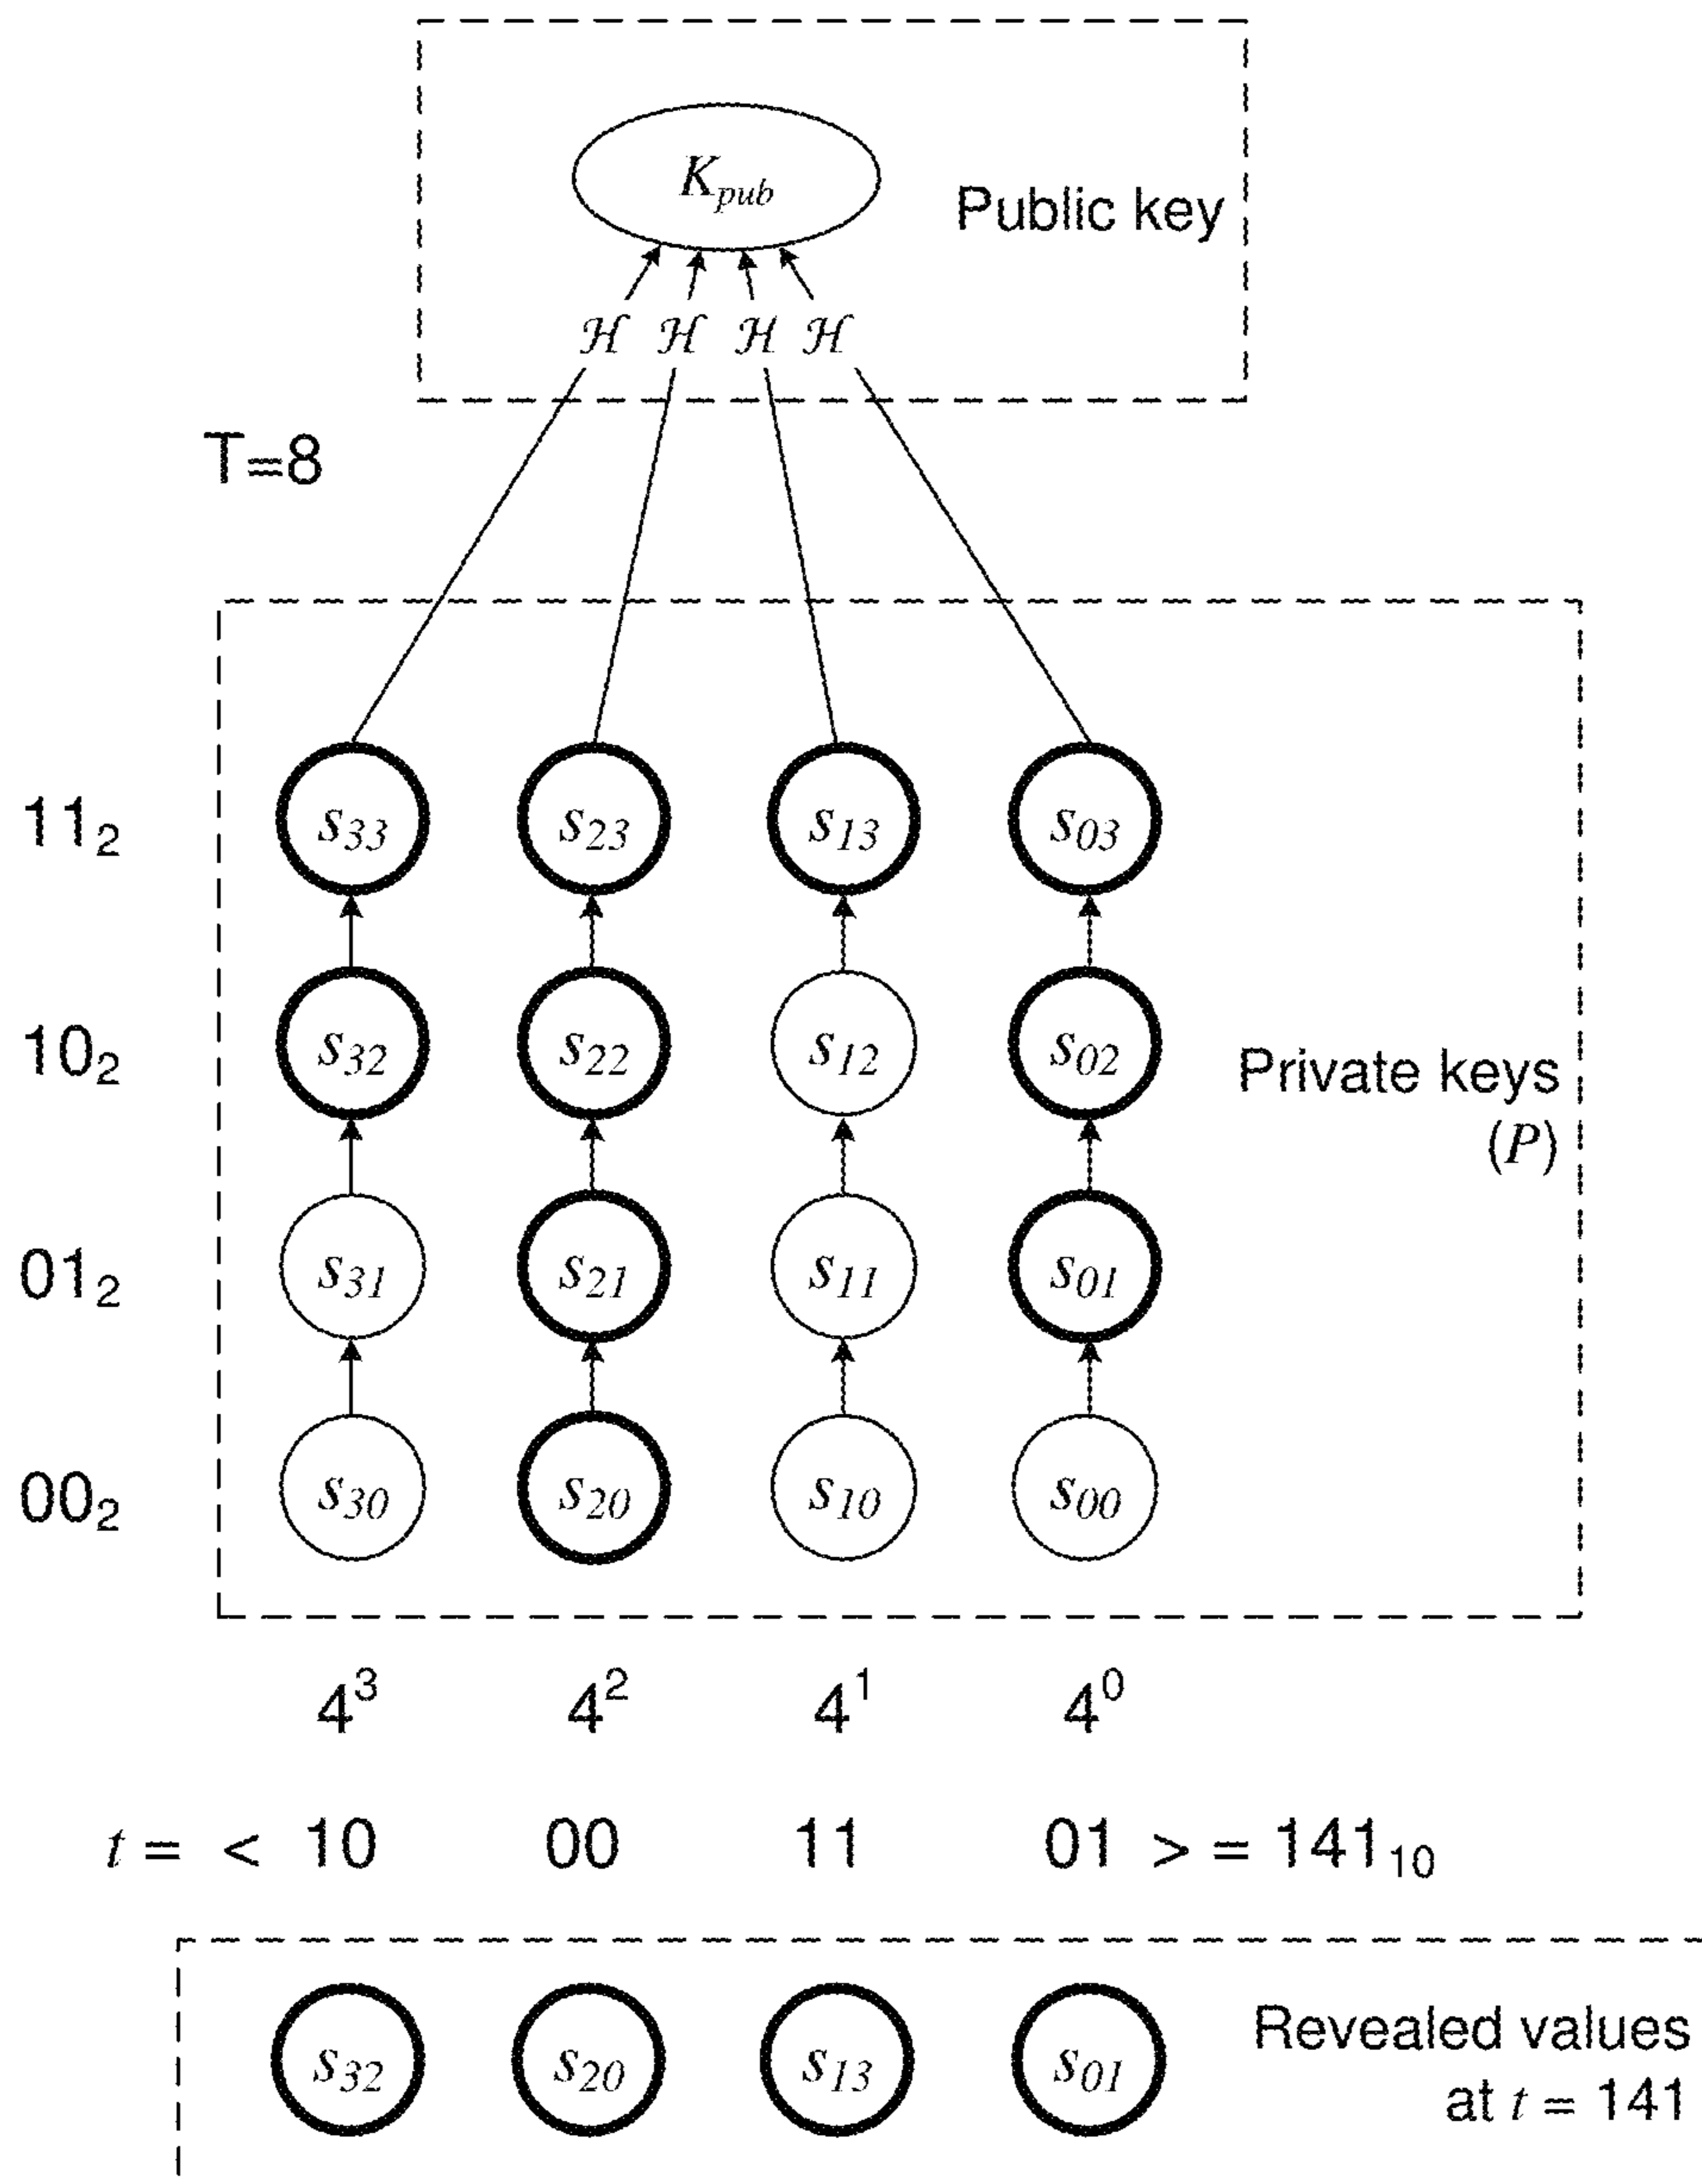 K_pub
Public key
ℋ ℋ ℋ ℋ
T=8
11₂ s₃₃ s₂₃ s₁₃ s₀₃
10₂ s₃₂ s₂₂ s₁₂ s₀₂
Private keys
(P)
01₂ s₃₁ s₂₁ s₁₁ s₀₁
00₂ s₃₀ s₂₀ s₁₀ s₀₀
4³ 4² 4¹ 4⁰
t = < 10 00 11 01 > = 141₁₀
s₃₂ s₂₀ s₁₃ s₀₁
Revealed values
at t = 141